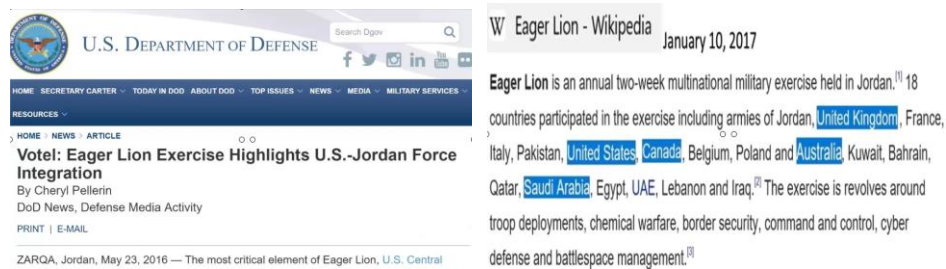 U.S. DEPARTMENT OF DEFENSE
Search Dgov
HOME SECRETARY CARTER TODAY IN DOD ABOUT DOD TOP ISSUES NEWS MEDIA MILITARY SERVICES
RESOURCES
HOME > NEWS > ARTICLE
Votel: Eager Lion Exercise Highlights U.S.-Jordan Force
Integration
By Cheryl Pellerin
DoD News, Defense Media Activity
PRINT | E-MAIL
ZARQA, Jordan, May 23, 2016 — The most critical element of Eager Lion, U.S. Central
W Eager Lion - Wikipedia
January 10, 2017
Eager Lion is an annual two-week multinational military exercise held in Jordan.[1] 18
countries participated in the exercise including armies of Jordan, United Kingdom, France,
Italy, Pakistan, United States, Canada, Belgium, Poland and Australia, Kuwait, Bahrain,
Qatar, Saudi Arabia, Egypt, UAE, Lebanon and Iraq.[2] The exercise is revolves around
troop deployments, chemical warfare, border security, command and control, cyber
defense and battlespace management.[3]